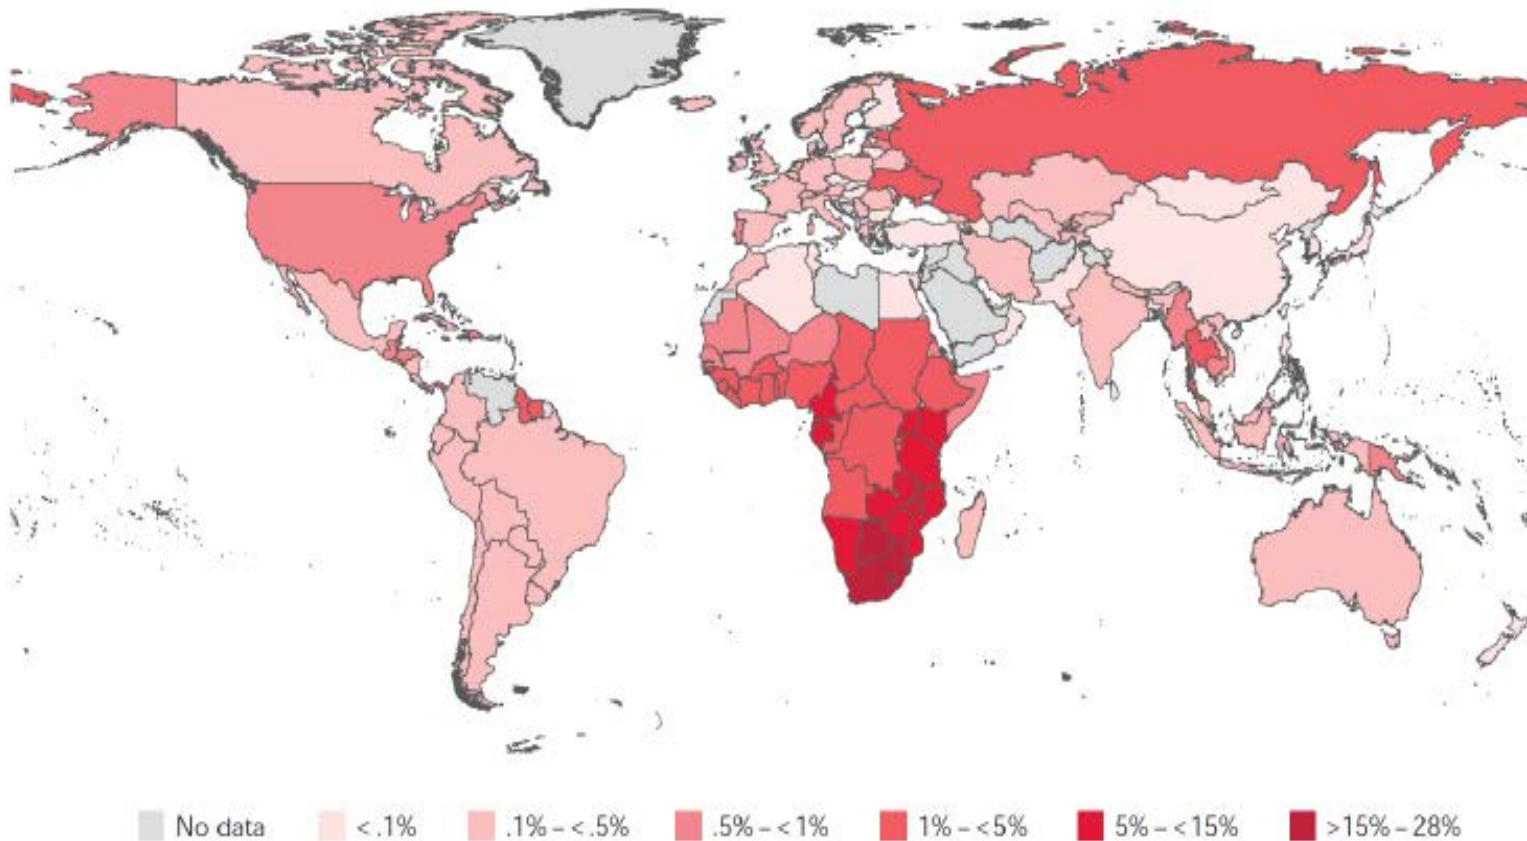 No data
< .1%
.1% – < .5%
.5% – <1%
1% – <5%
5% – <15%
>15% – 28%